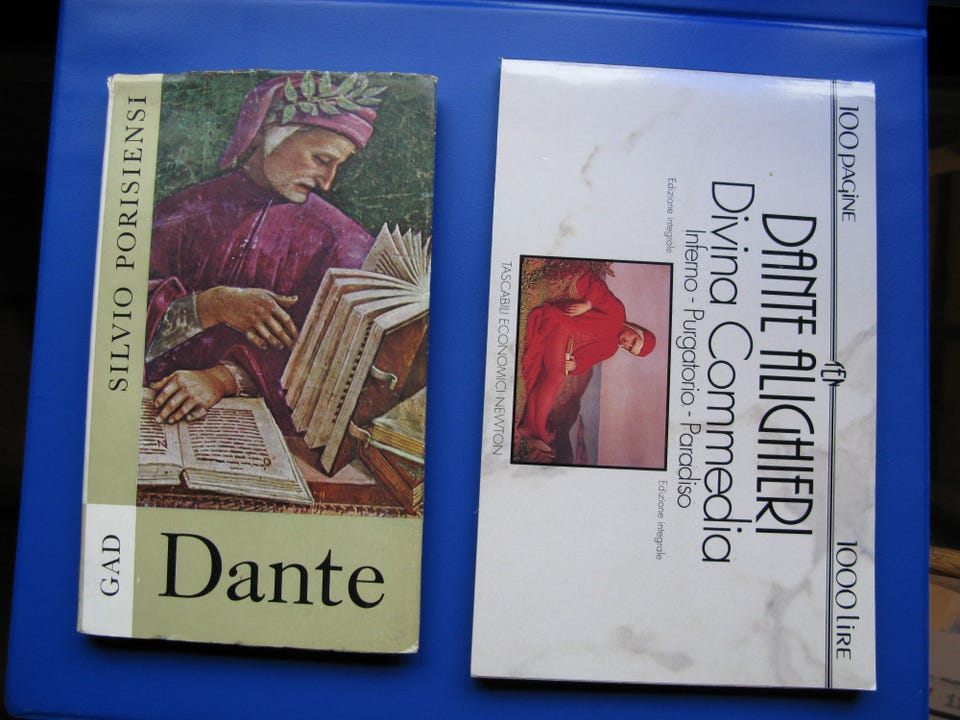 SILVIO PORISIENSI
GAD
Dante
100 PAGINE
1000 LIRE
TEN
DANTE ALIGHIERI
Divina Commedia
Inferno - Purgatorio - Paradiso
Edizione integrale
Edizione integrale
TASCABILI ECONOMICI NEWTON